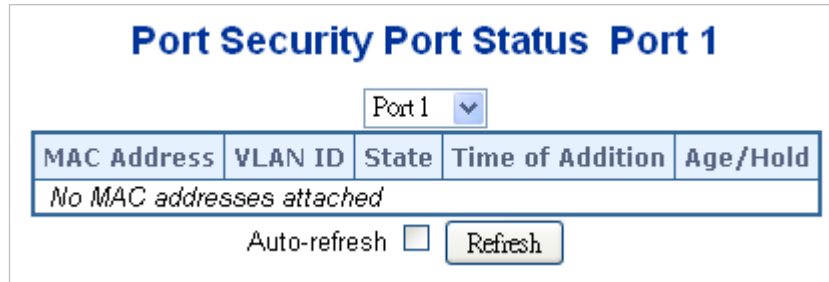 Port Security Port Status  Port 1
Port 1
MAC Address VLAN ID State Time of Addition Age/Hold
No MAC addresses attached
Auto-refresh Refresh